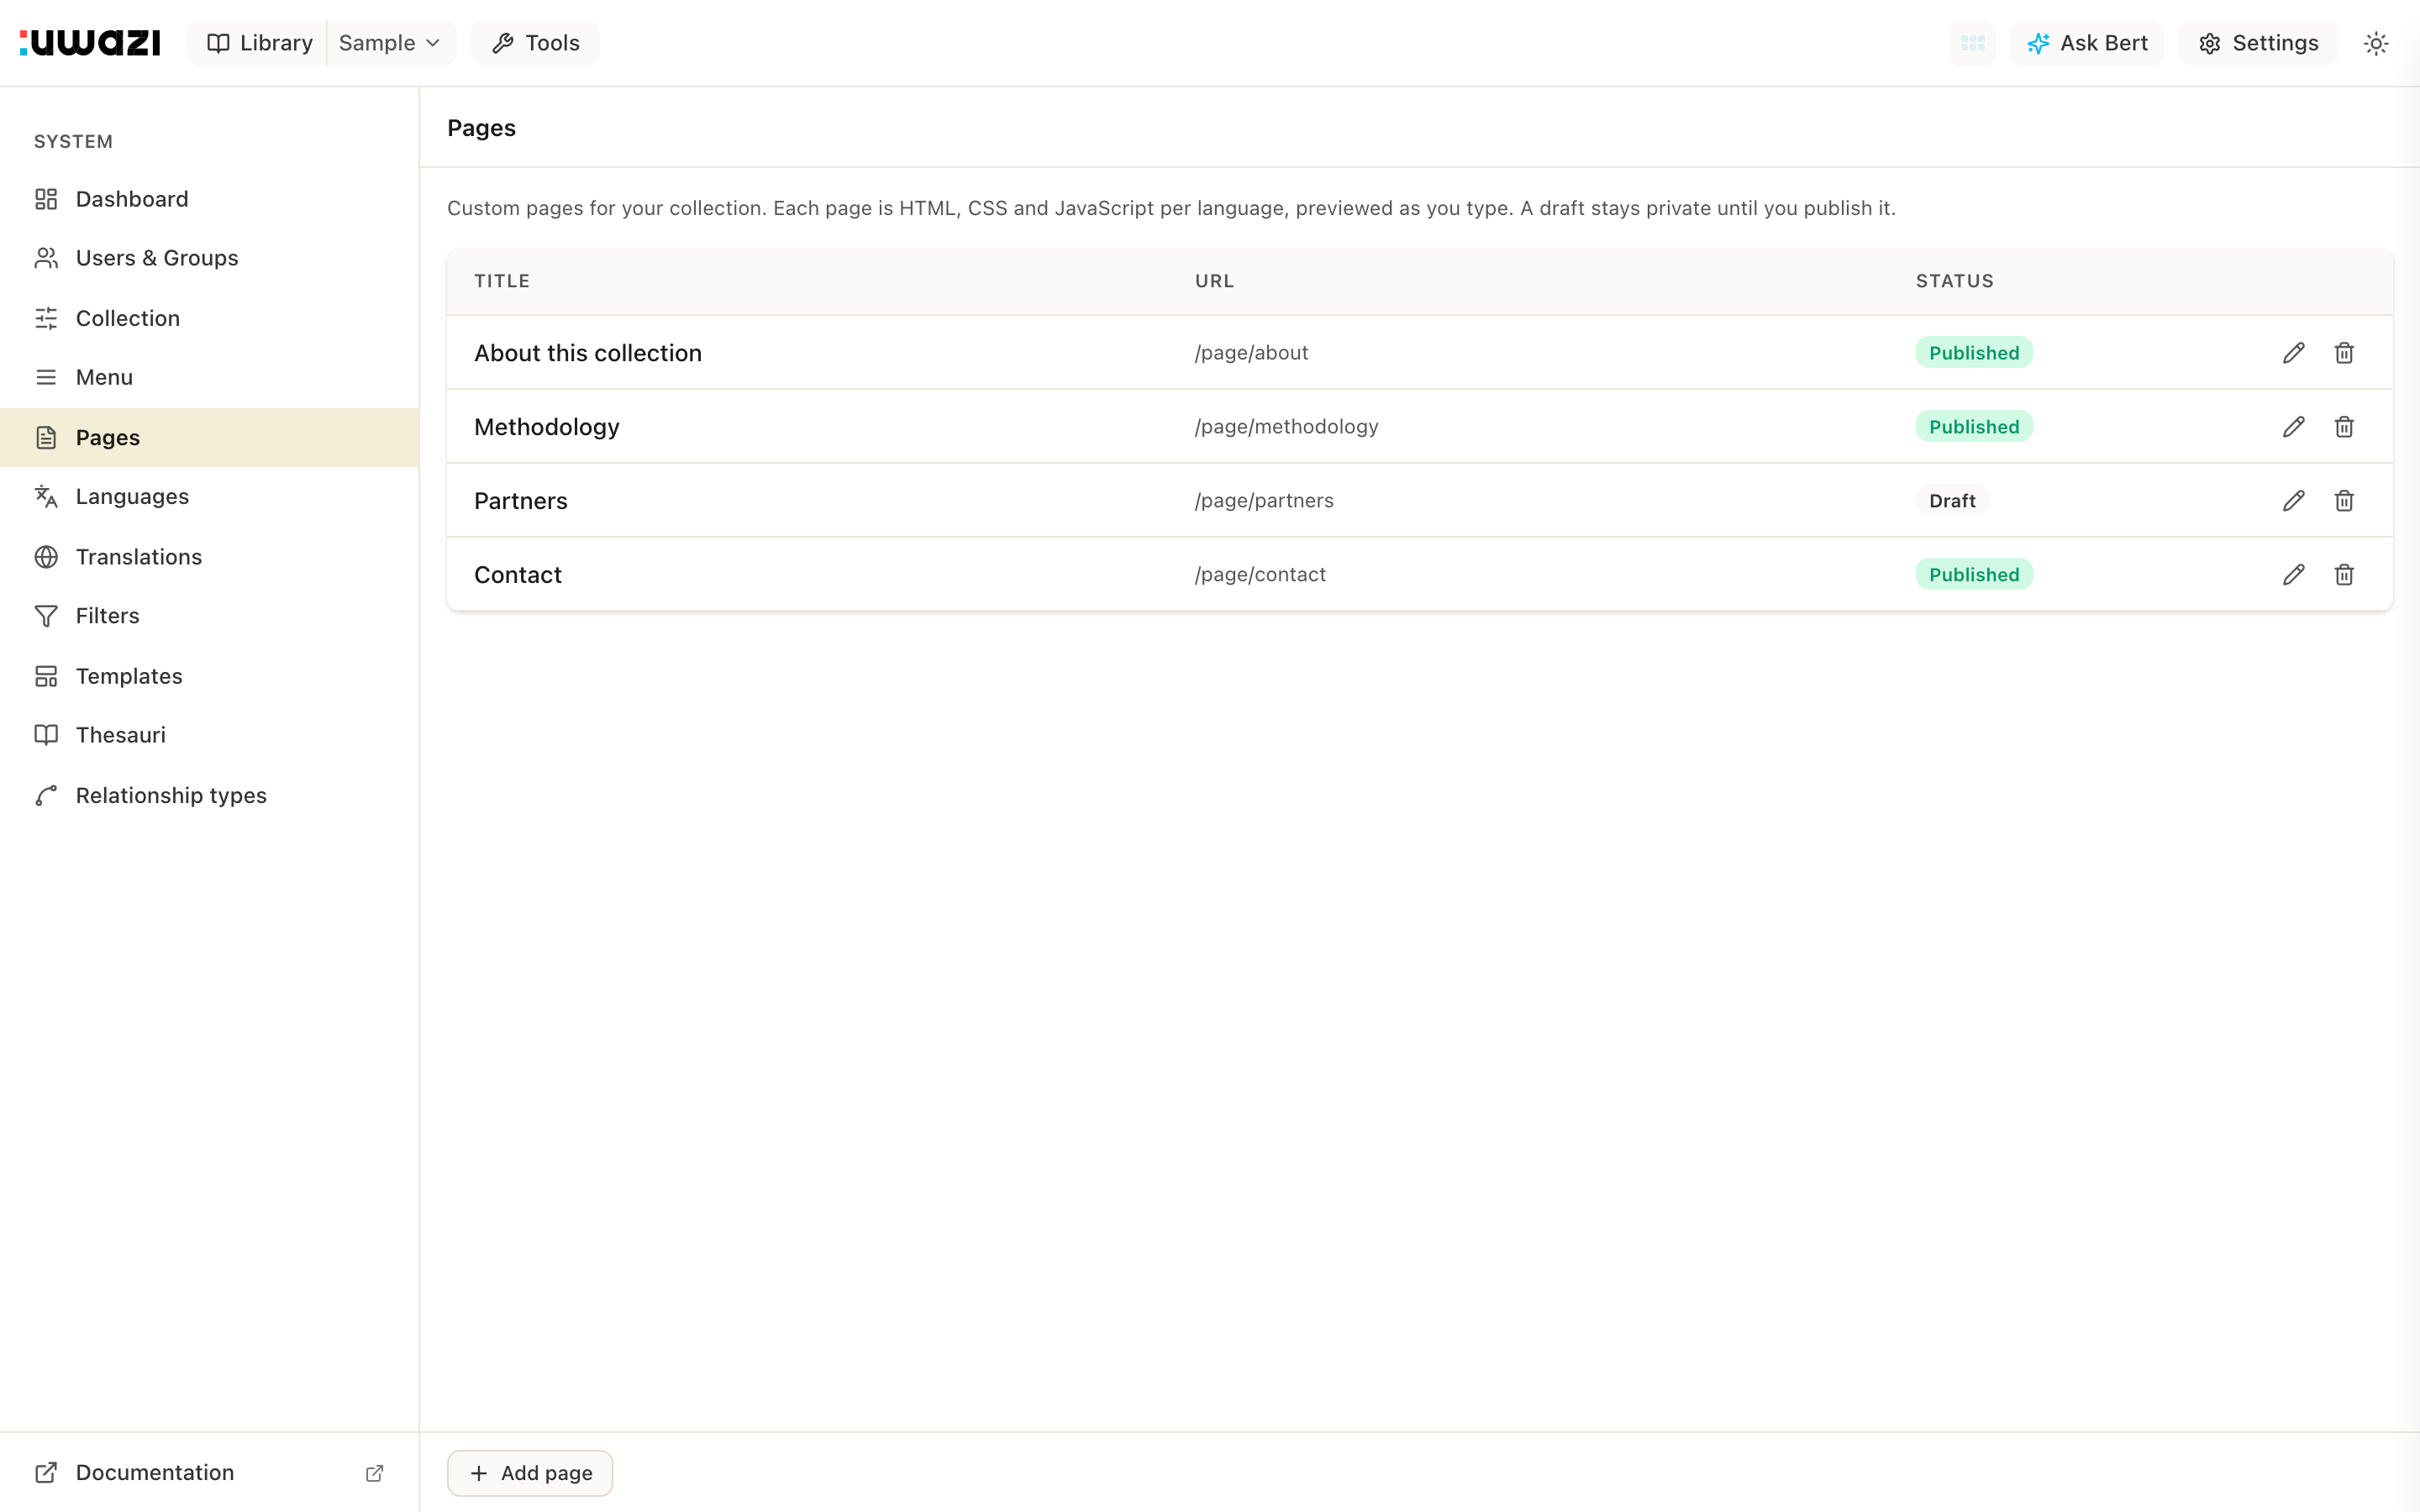 :uwazi
Library
Sample
Tools
Ask Bert
Settings
SYSTEM
Dashboard
Users & Groups
Collection
Menu
Pages
Languages
Translations
Filters
Templates
Thesauri
Relationship types
Documentation
Pages
Custom pages for your collection. Each page is HTML, CSS and JavaScript per language, previewed as you type. A draft stays private until you publish it.
TITLE URL STATUS
About this collection /page/about Published
Methodology /page/methodology Published
Partners /page/partners Draft
Contact /page/contact Published
Add page